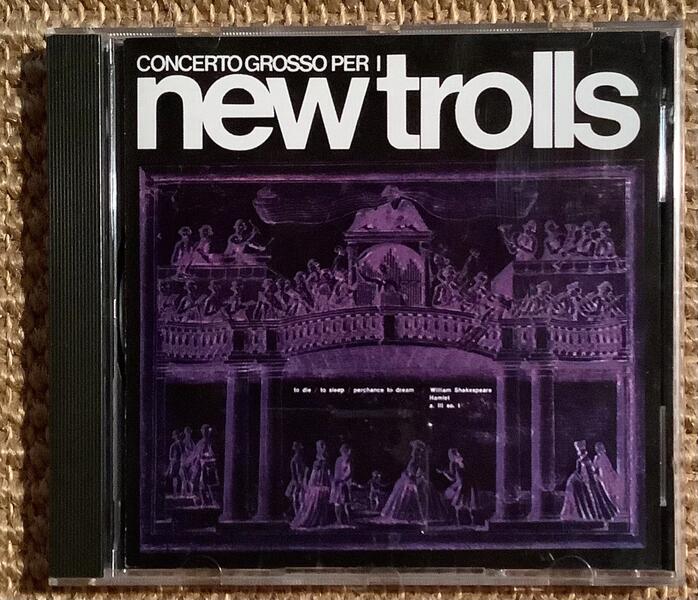 CONCERTO GROSSO PER I
new trolls
to die / to sleep / perchance to dream / William Shakespeare
Hamlet
a. III sc. I